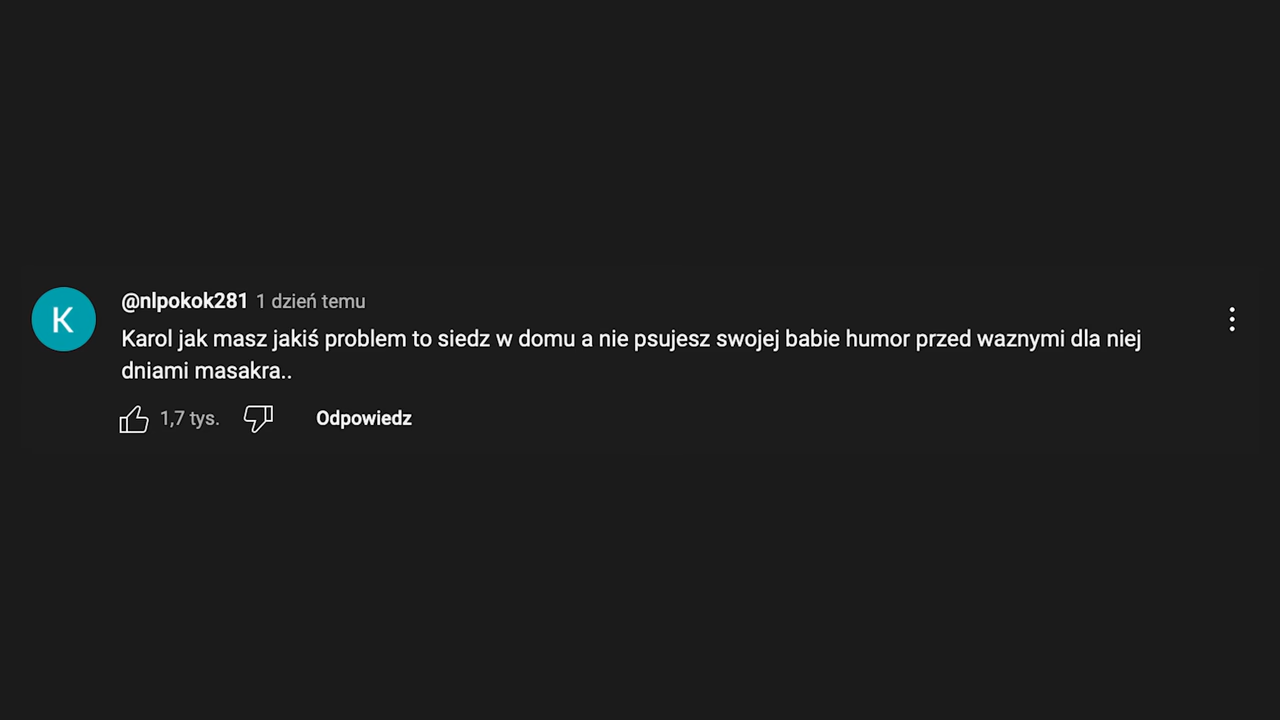 K
@nlpokok281 1 dzień temu
Karol jak masz jakiś problem to siedz w domu a nie psujesz swojej babie humor przed waznymi dla niej
dniami masakra..
1,7 tys. Odpowiedz